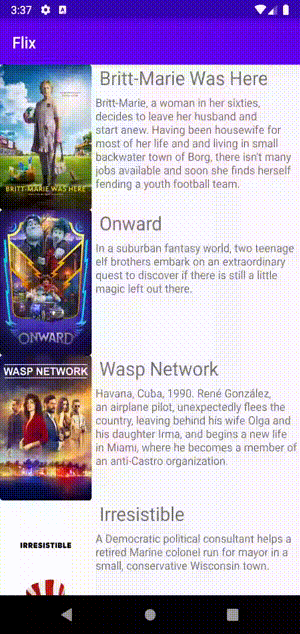 3:37
Flix
Britt-Marie Was Here
Britt-Marie, a woman in her sixties,
decides to leave her husband and
start anew. Having been housewife for
most of her life and and living in small
backwater town of Borg, there isn't many
jobs available and soon she finds herself
fending a youth football team.
BRITT-MARIE WAS HERE
Onward
In a suburban fantasy world, two teenage
elf brothers embark on an extraordinary
quest to discover if there is still a little
magic left out there.
ONWARD
Wasp Network
WASP NETWORK
Havana, Cuba, 1990. René González,
an airplane pilot, unexpectedly flees the
country, leaving behind his wife Olga and
his daughter Irma, and begins a new life
in Miami, where he becomes a member of
an anti-Castro organization.
Irresistible
A Democratic political consultant helps a
retired Marine colonel run for mayor in a
small, conservative Wisconsin town.
IRRESISTIBLE